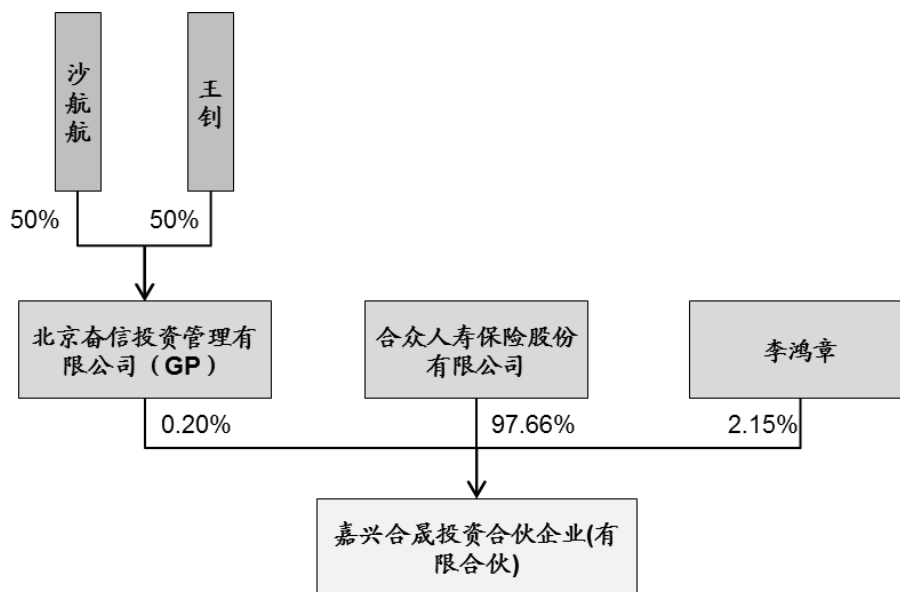 沙航航
王钊
50%
50%
北京奋信投资管理有
限公司（GP）
合众人寿保险股份
有限公司
李鸿章
0.20%
97.66%
2.15%
嘉兴合晟投资合伙企业(有
限合伙)